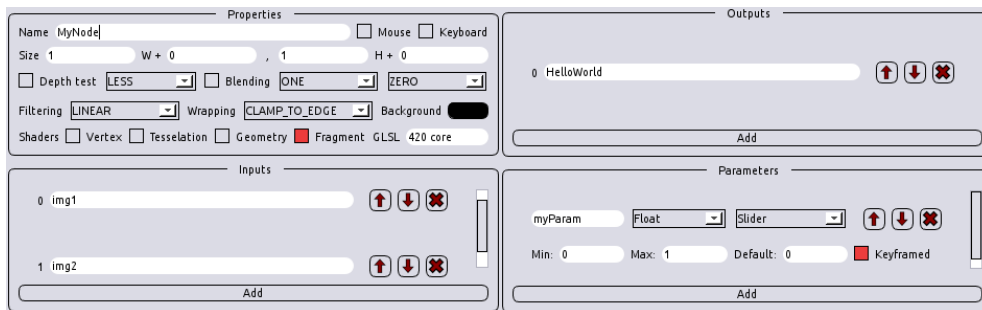 Properties
Name MyNode Mouse Keyboard
Size 1 W + 0 , 1 H + 0
Depth test LESS Blending ONE ZERO
Filtering LINEAR Wrapping CLAMP_TO_EDGE Background
Shaders Vertex Tesselation Geometry Fragment GLSL 420 core
Outputs
0 HelloWorld
Add
Inputs
0 img1
1 img2
Add
Parameters
myParam Float Slider
Min: 0 Max: 1 Default: 0 Keyframed
Add